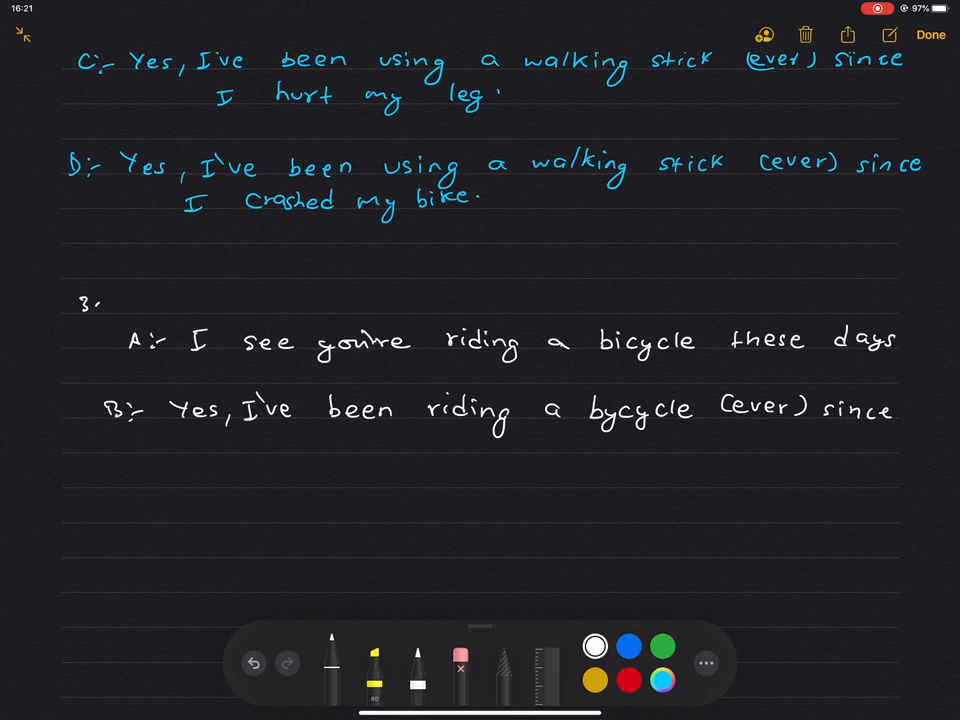 16:21
97%
Done
C:- Yes, I've been using a walking stick (ever) since
I hurt my leg.
D:- Yes, I've been using a walking stick (ever) since
I crashed my bike.
3.
A:- I see you're riding a bicycle these days
B:- Yes, I've been riding a bycycle (ever) since
80